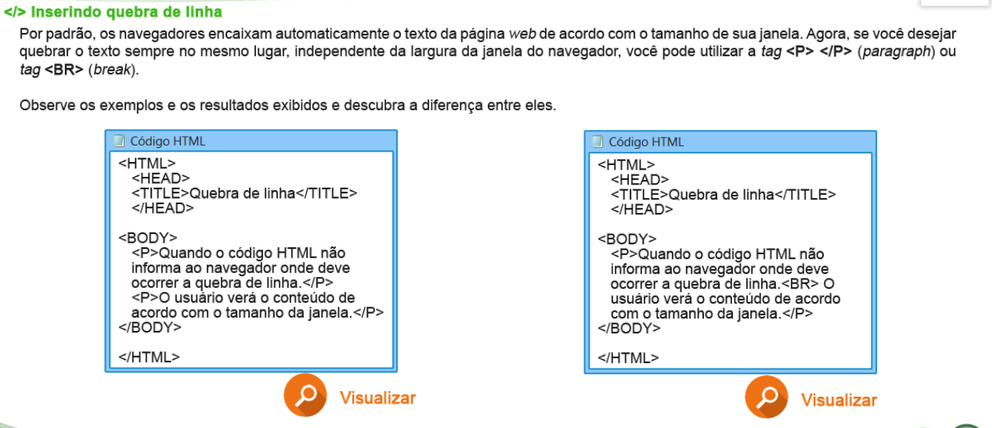 </> Inserindo quebra de linha
Por padrão, os navegadores encaixam automaticamente o texto da página web de acordo com o tamanho de sua janela. Agora, se você desejar
quebrar o texto sempre no mesmo lugar, independente da largura da janela do navegador, você pode utilizar a tag <P> </P> (paragraph) ou
tag <BR> (break).
Observe os exemplos e os resultados exibidos e descubra a diferença entre eles.
Código HTML
<HTML>
<HEAD>
<TITLE>Quebra de linha</TITLE>
</HEAD>
<BODY>
<P>Quando o código HTML não
informa ao navegador onde deve
ocorrer a quebra de linha.</P>
<P>O usuário verá o conteúdo de
acordo com o tamanho da janela.</P>
</BODY>
</HTML>
Visualizar
Código HTML
<HTML>
<HEAD>
<TITLE>Quebra de linha</TITLE>
</HEAD>
<BODY>
<P>Quando o código HTML não
informa ao navegador onde deve
ocorrer a quebra de linha.<BR> O
usuário verá o conteúdo de acordo
com o tamanho da janela.</P>
</BODY>
</HTML>
Visualizar